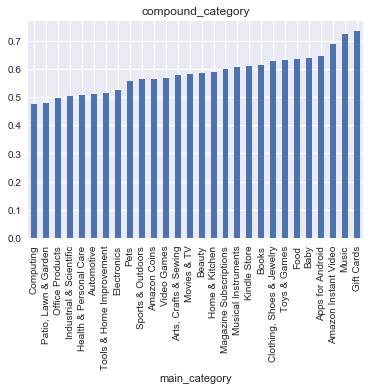 compound_category
0.7
0.6
0.5
0.4
0.3
0.2
0.1
0.0
Computing
Patio, Lawn & Garden
Office Products
Industrial & Scientific
Health & Personal Care
Automotive
Tools & Home Improvement
Electronics
Pets
Sports & Outdoors
Amazon Coins
Video Games
Arts, Crafts & Sewing
Movies & TV
Beauty
Home & Kitchen
Magazine Subscriptions
Musical Instruments
Kindle Store
Books
Clothing, Shoes & Jewelry
Toys & Games
Food
Baby
Apps for Android
Amazon Instant Video
Music
Gift Cards
main_category